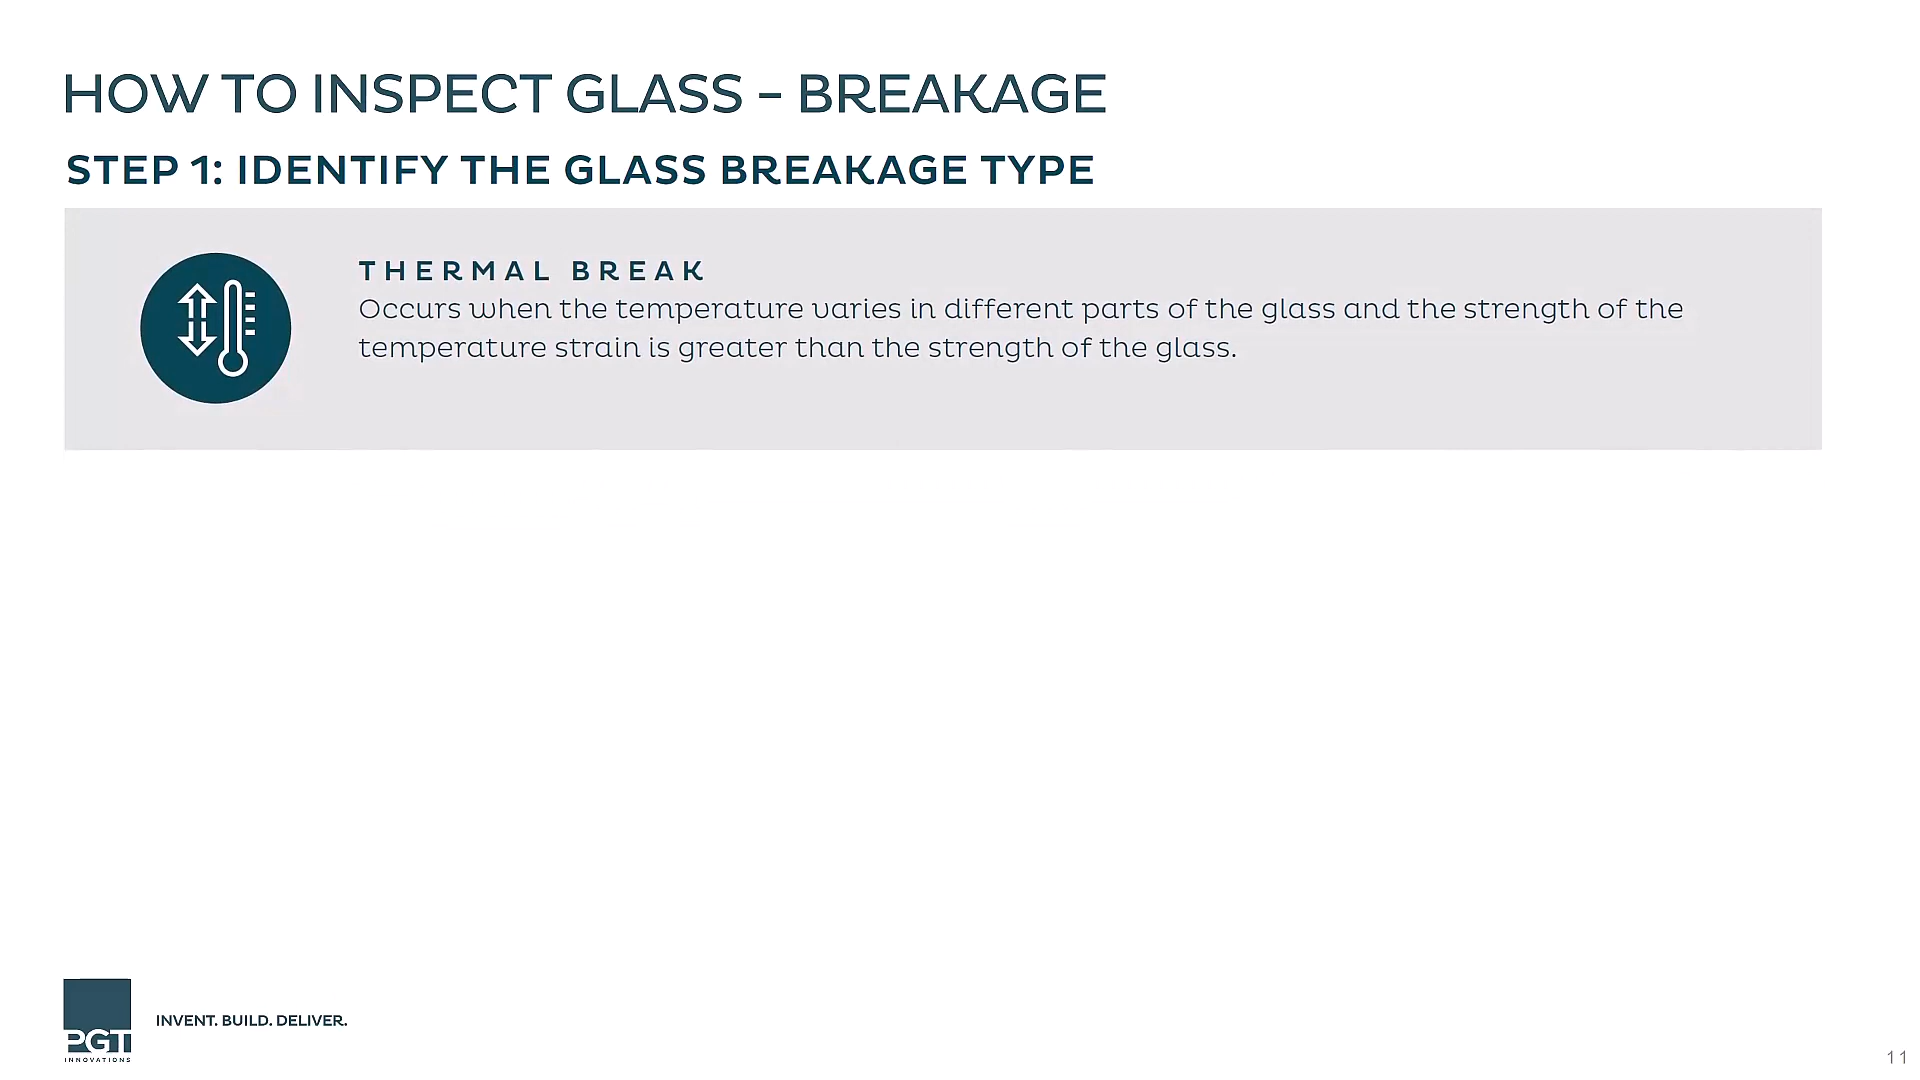 HOW TO INSPECT GLASS – BREAKAGE
STEP 1: IDENTIFY THE GLASS BREAKAGE TYPE
THERMAL BREAK
Occurs when the temperature varies in different parts of the glass and the strength of the
temperature strain is greater than the strength of the glass.
PGT
INNOVATIONS
INVENT. BUILD. DELIVER.
11